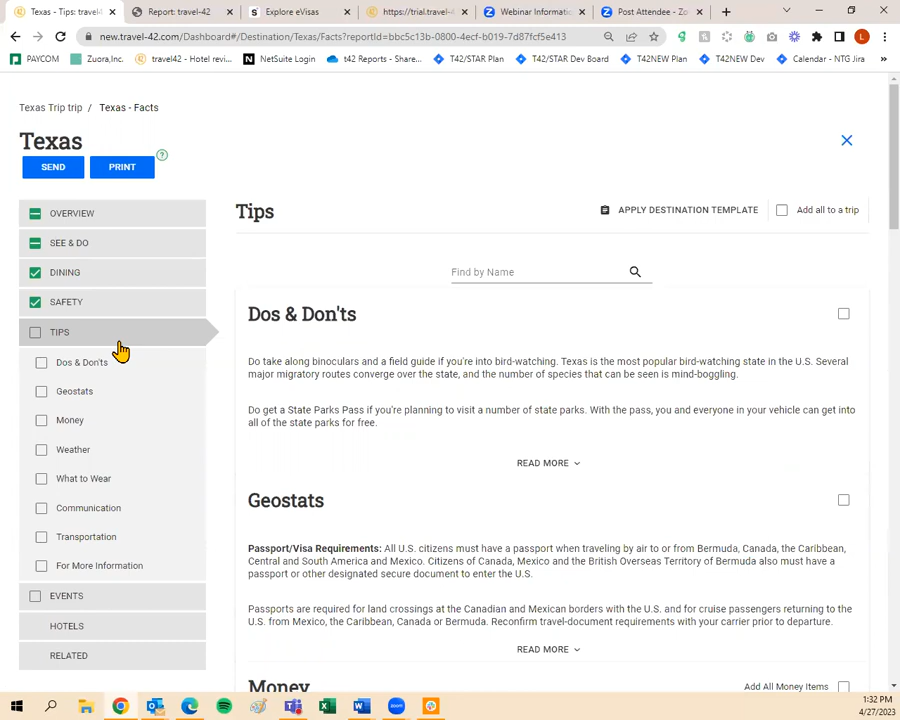 Tips - Texas: travel-4
Report: travel-42
Explore eVisas
https://trial.travel-4
Webinar Informati
Post Attendee - Zo
new.travel-42.com/Dashboard#/Destination/Texas/Facts?reportId=bbc5c13b-0800-4ecf-b019-7d87fcf5e413
L
PAYCOM
Zuora,Inc.
travel42 - Hotel revi...
NetSuite Login
t42 Reports - Share...
T42/STAR Plan
T42/STAR Dev Board
T42NEW Plan
T42NEW Dev
Calendar - NTG Jira
»
Texas Trip trip / Texas - Facts
Texas
SEND
PRINT
?
OVERVIEW
SEE & DO
DINING
SAFETY
TIPS
Dos & Don'ts
Geostats
Money
Weather
What to Wear
Communication
Transportation
For More Information
EVENTS
HOTELS
RELATED
Tips
APPLY DESTINATION TEMPLATE
Add all to a trip
Find by Name
Dos & Don'ts
Do take along binoculars and a field guide if you're into bird-watching. Texas is the most popular bird-watching state in the U.S. Several
major migratory routes converge over the state, and the number of species that can be seen is mind-boggling.
Do get a State Parks Pass if you're planning to visit a number of state parks. With the pass, you and everyone in your vehicle can get into
all of the state parks for free.
READ MORE
Geostats
Passport/Visa Requirements: All U.S. citizens must have a passport when traveling by air to or from Bermuda, Canada, the Caribbean,
Central and South America and Mexico. Citizens of Canada, Mexico and the British Overseas Territory of Bermuda also must have a
passport or other designated secure document to enter the U.S.
Passports are required for land crossings at the Canadian and Mexican borders with the U.S. and for cruise passengers returning to the
U.S. from Mexico, the Caribbean, Canada or Bermuda. Reconfirm travel-document requirements with your carrier prior to departure.
READ MORE
Money
Add All Money Items
1:32 PM
4/27/2023